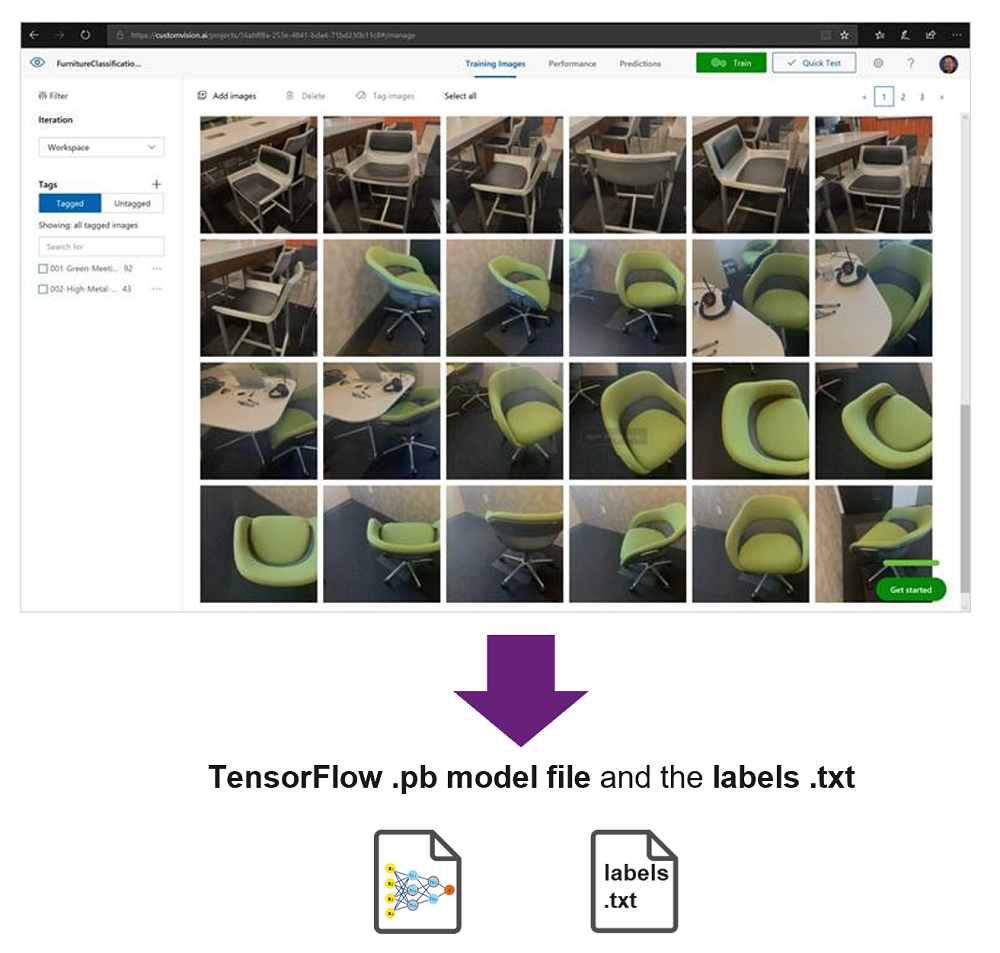 https://customvision.ai/projects/16abff8a-253e-4841-bda4-71bd230b11c8#/manage
FurnitureClassificatio... Training Images Performance Predictions Train Quick Test ?
Filter Add images Delete Tag images Select all < 1 2 3 >
Iteration
Workspace
Tags +
Tagged Untagged
Showing: all tagged images
Search for
001-Green-Meeti... 92 ...
002-High-Metal-... 43 ...
Get started
TensorFlow .pb model file and the labels .txt
labels
.txt